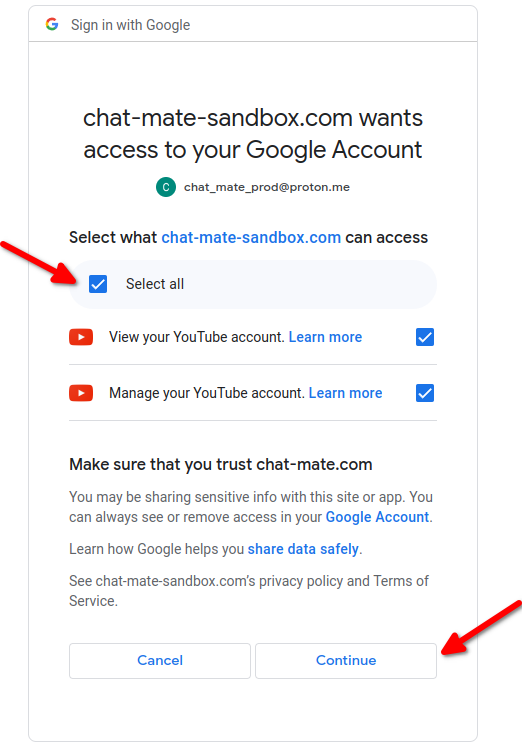 Sign in with Google
chat-mate-sandbox.com wants
access to your Google Account
C chat_mate_prod@proton.me
Select what chat-mate-sandbox.com can access
Select all
View your YouTube account. Learn more
Manage your YouTube account. Learn more
Make sure that you trust chat-mate.com
You may be sharing sensitive info with this site or app. You
can always see or remove access in your Google Account.
Learn how Google helps you share data safely.
See chat-mate-sandbox.com's privacy policy and Terms of
Service.
Cancel Continue